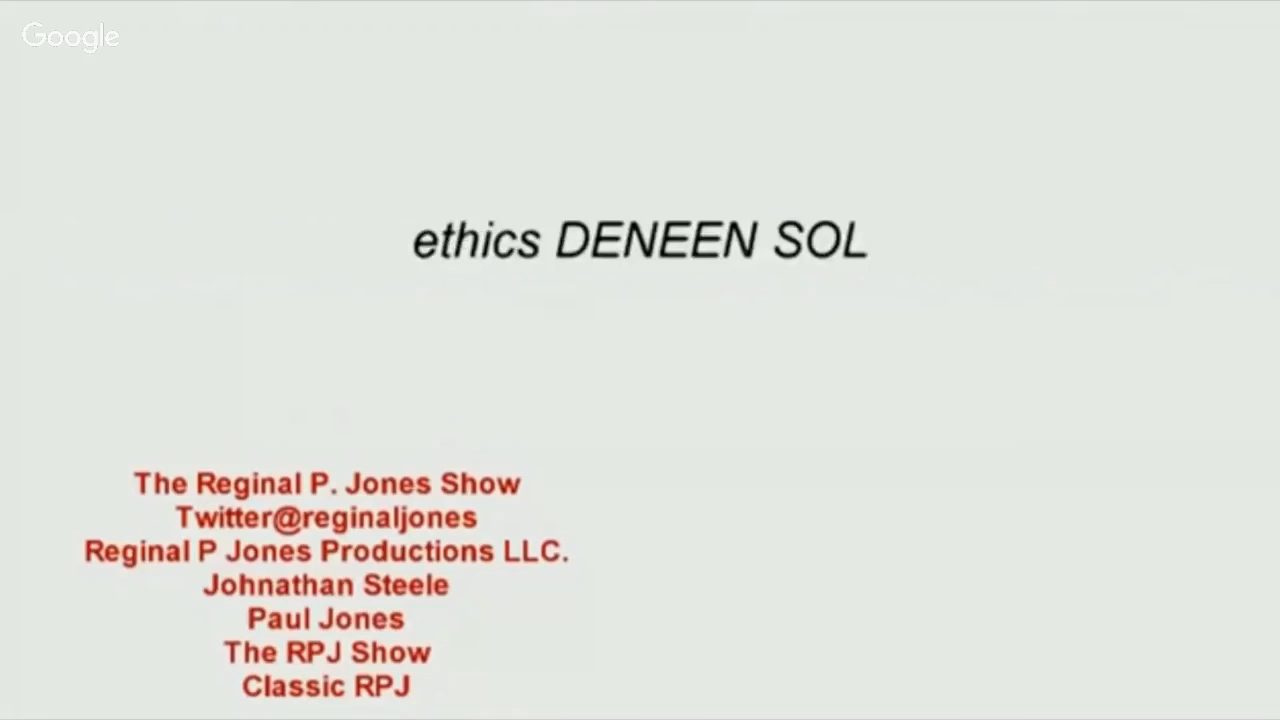 Google
ethics DENEEN SOL
The Reginal P. Jones Show
Twitter@reginaljones
Reginal P Jones Productions LLC.
Johnathan Steele
Paul Jones
The RPJ Show
Classic RPJ